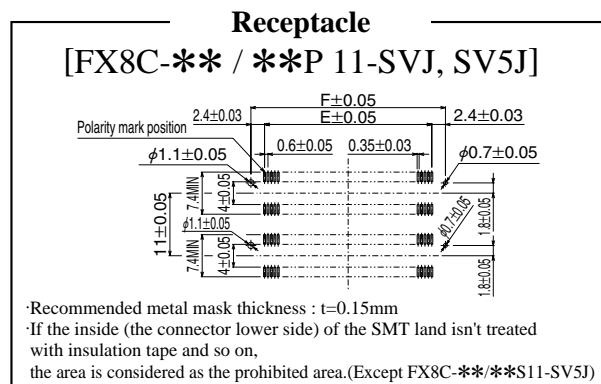 Receptacle
[FX8C-** / **P 11-SVJ, SV5J]
F±0.05
2.4±0.03
E±0.05
2.4±0.03
Polarity mark position
0.6±0.05
0.35±0.03
φ1.1±0.05
φ0.7±0.05
7.4MIN
4±0.05
11±0.05
φ1.1±0.05
φ0.7±0.05
1.8±0.05
7.4MIN
4±0.05
1.8±0.05
·Recommended metal mask thickness : t=0.15mm
·If the inside (the connector lower side) of the SMT land isn't treated
with insulation tape and so on,
the area is considered as the prohibited area.(Except FX8C-**/**S11-SV5J)